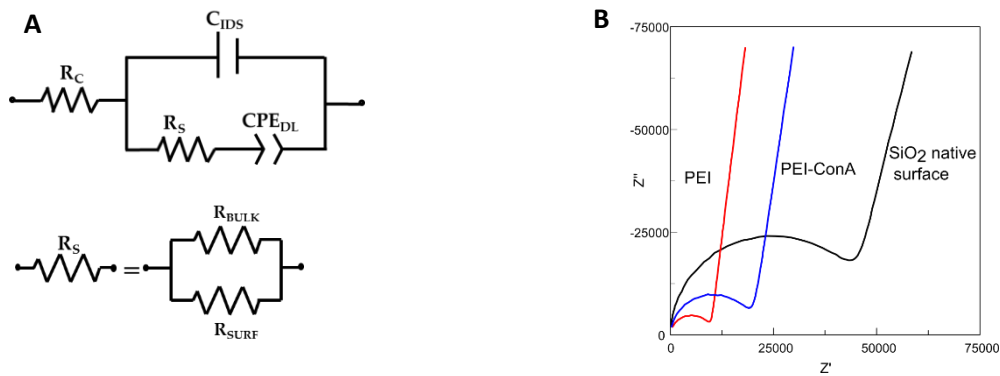 A
C_IDS
R_C
R_S
CPE_DL
R_BULK
R_S
=
R_SURF
B
-75000
-50000
-25000
0
Z"
PEI
PEI-ConA
SiO₂ native
surface
0
25000
50000
75000
Z'